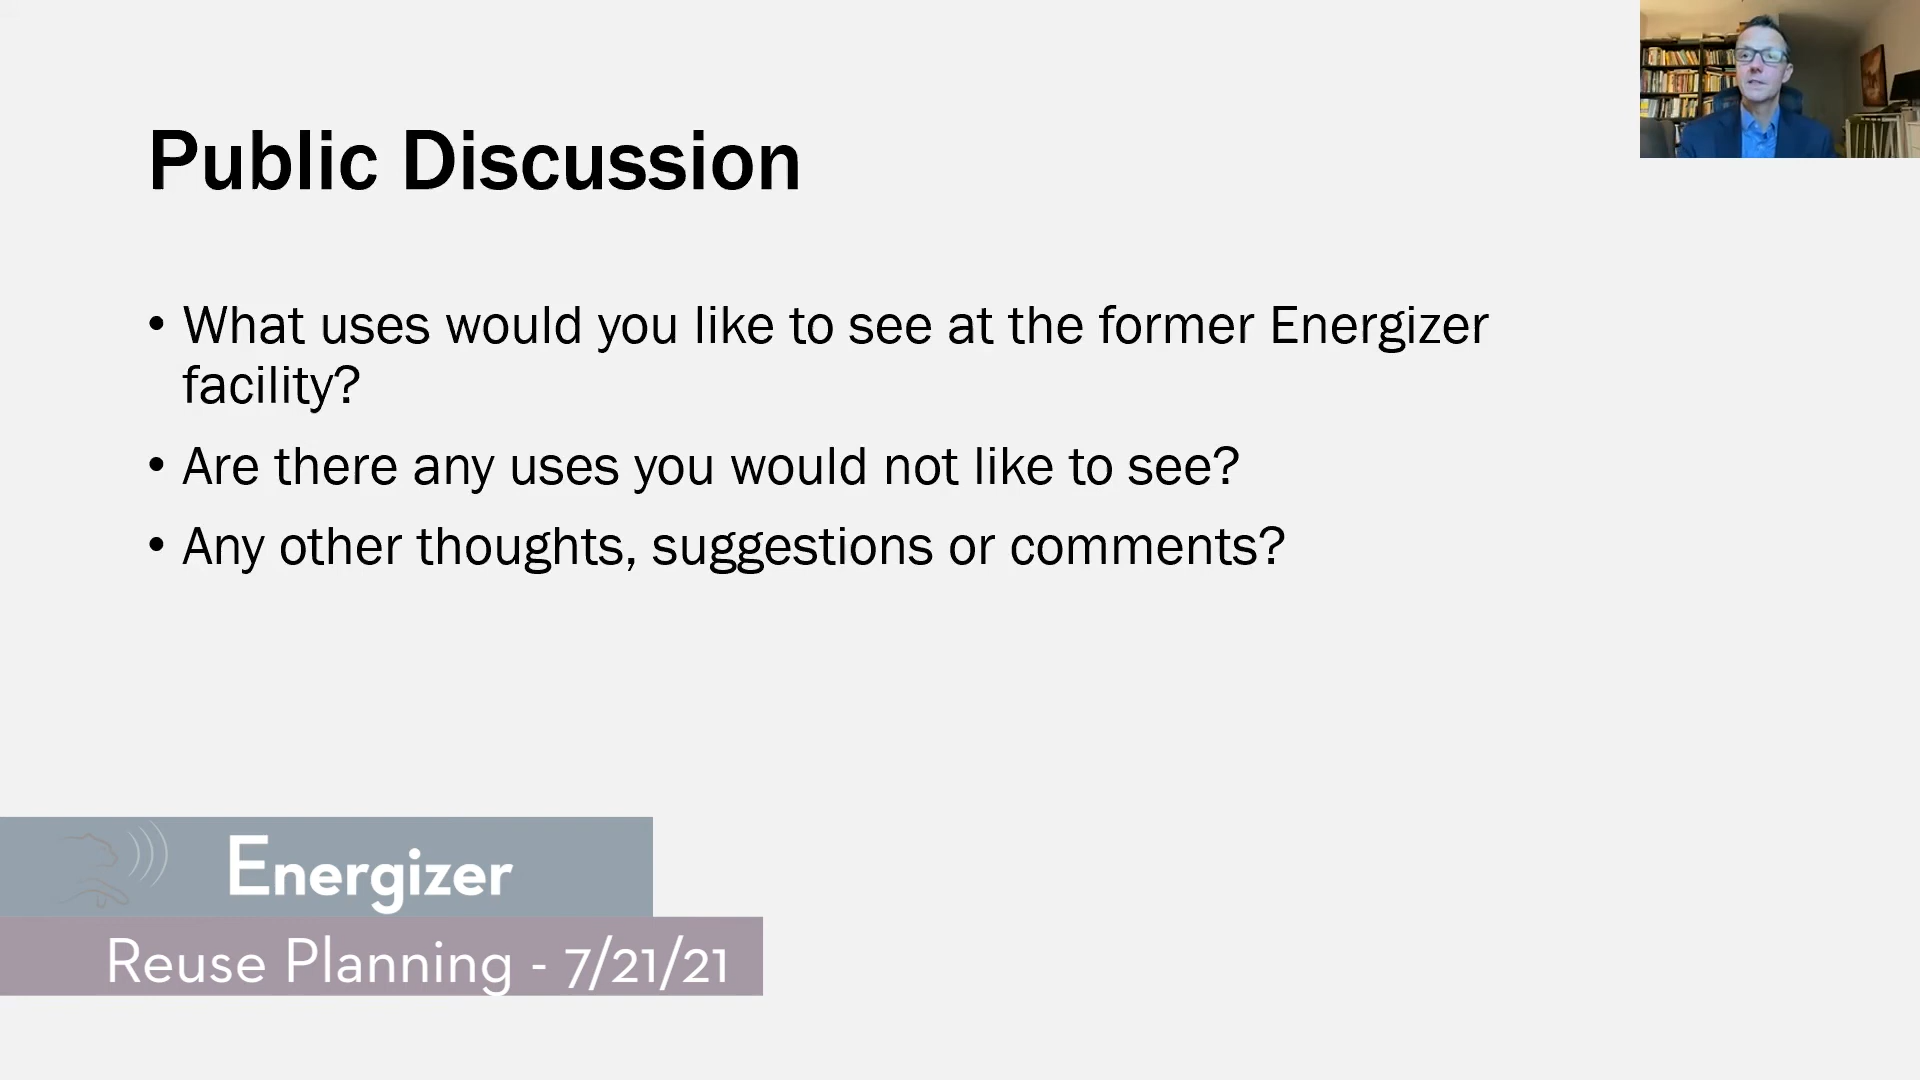 Public Discussion
• What uses would you like to see at the former Energizer
facility?
• Are there any uses you would not like to see?
• Any other thoughts, suggestions or comments?
Energizer
Reuse Planning - 7/21/21